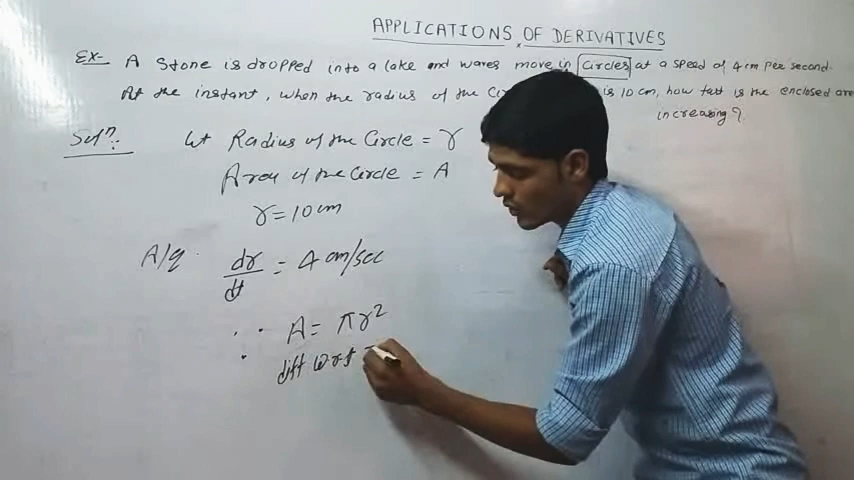 APPLICATIONS OF DERIVATIVES
Ex- A Stone is dropped into a lake and waves move in Circles at a speed of 4 cm per second.
At the instant, when the radius of the is 10 cm, how fast is the enclosed are
increasing?
Solⁿ:- Let Radius of the Circle = r
Area of the Circle = A
r = 10 cm
A/q. dr/dt = 4 cm/sec
∴ A = πr²
diff w.r.t